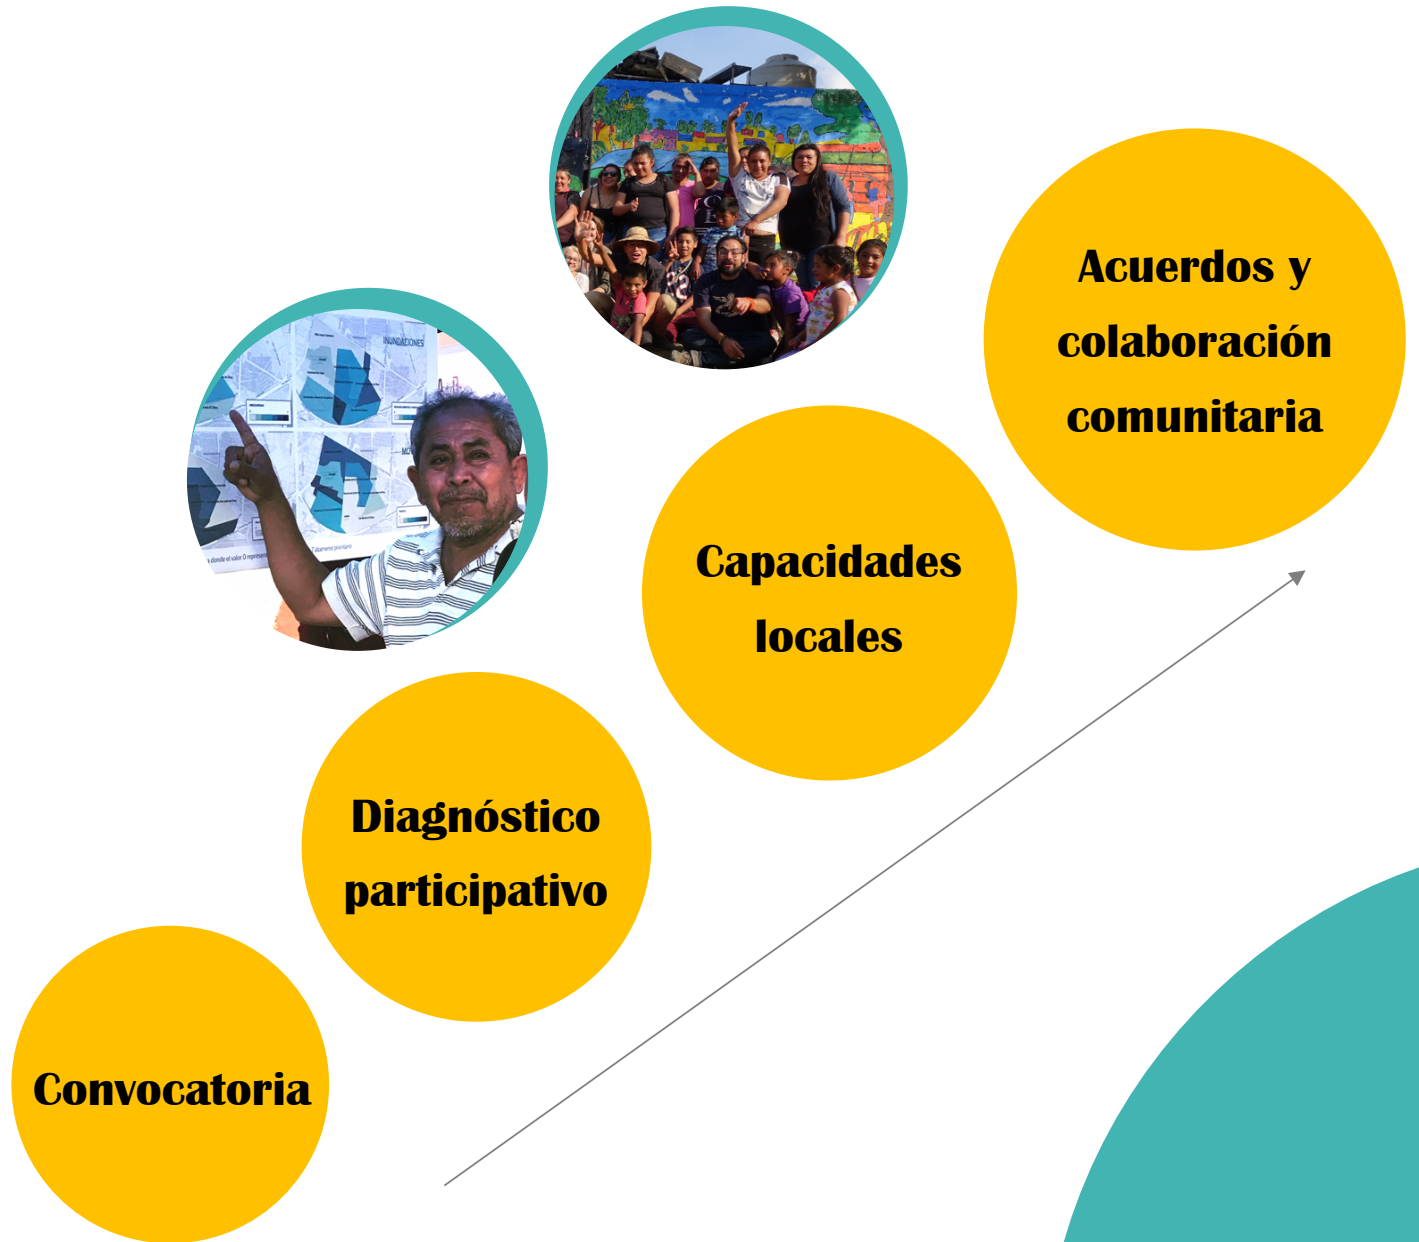 Acuerdos y
colaboración
comunitaria
INUNDACIONES
Capacidades
locales
Diagnóstico
participativo
Convocatoria